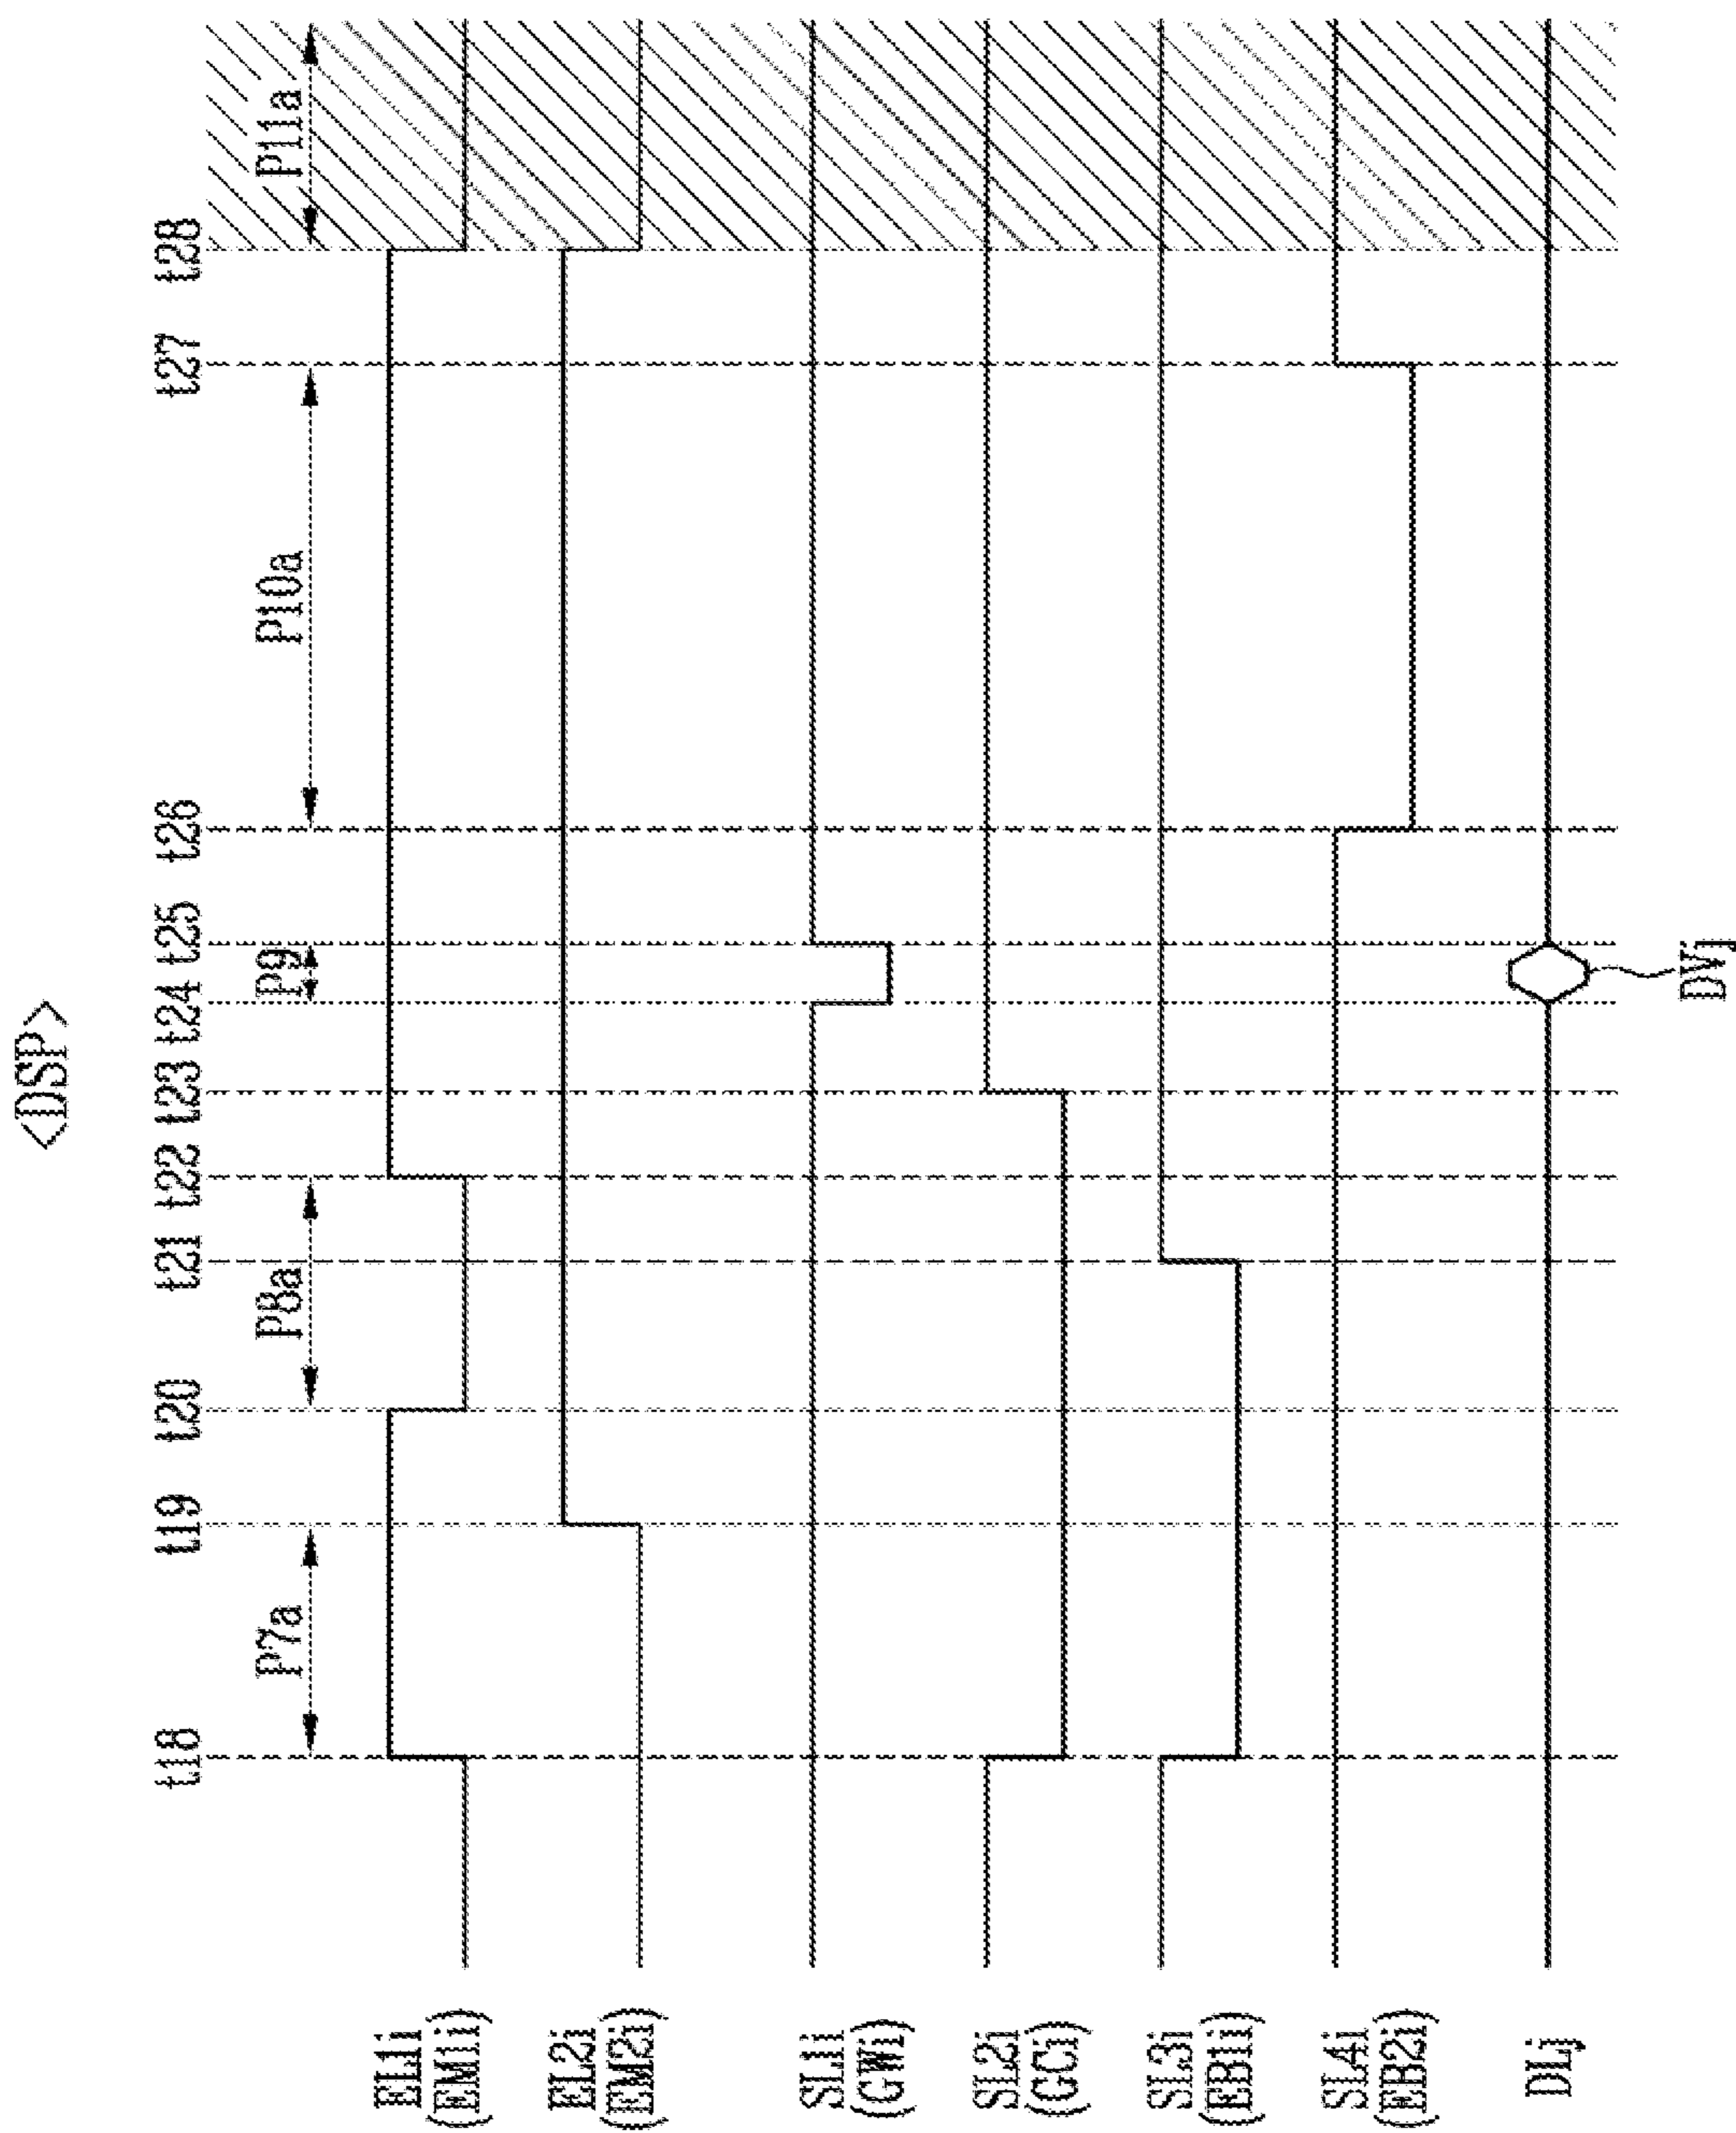 <DSP>
t18 t19 t20 t21 t22 t23 t24 t25 t26 t27 t28
P7a P8a P9 P10a P11a
EL1i
(EM1i)
EL2i
(EM2i)
SL1i
(GWi)
SL2i
(GCi)
SL3i
(EB1i)
SL4i
(EB2i)
DLj
DVj